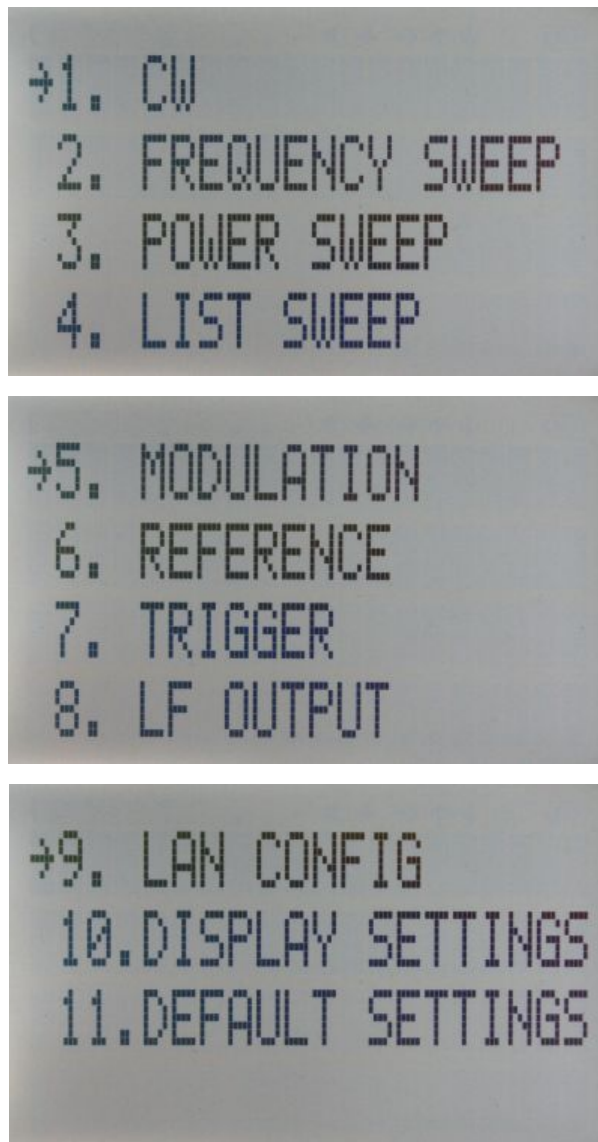 →1. CW
2. FREQUENCY SWEEP
3. POWER SWEEP
4. LIST SWEEP
→5. MODULATION
6. REFERENCE
7. TRIGGER
8. LF OUTPUT
→9. LAN CONFIG
10.DISPLAY SETTINGS
11.DEFAULT SETTINGS